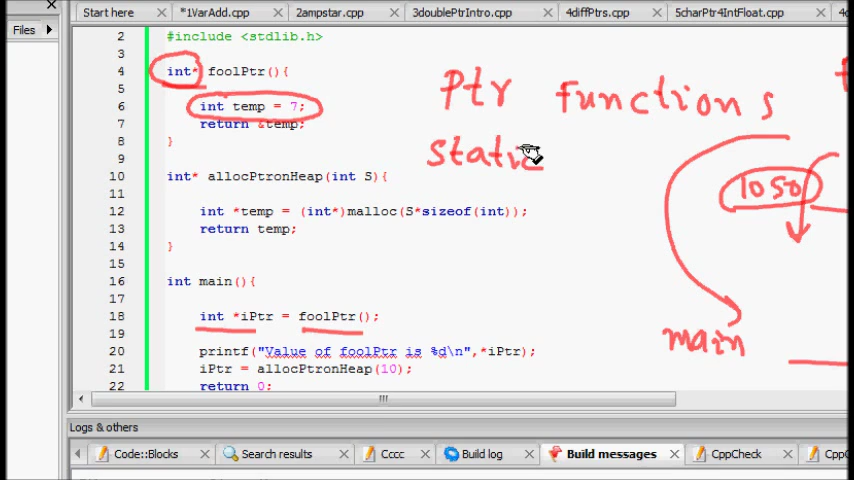 Start here
*1VarAdd.cpp
2ampstar.cpp
3doublePtrIntro.cpp
4diffPtrs.cpp
5charPtr4IntFloat.cpp
Files
2 #include <stdlib.h>
3
4 int* foolPtr(){
5
6 int temp = 7;
7 return &temp;
8 }
9
10 int* allocPtronHeap(int S){
11
12 int *temp = (int*)malloc(S*sizeof(int));
13 return temp;
14 }
15
16 int main(){
17
18 int *iPtr = foolPtr();
19
20 printf("Value of foolPtr is %d\n",*iPtr);
21 iPtr = allocPtronHeap(10);
22 return 0;
Ptr functions
static
1050
main
Logs & others
Code::Blocks
Search results
Cccc
Build log
Build messages
CppCheck